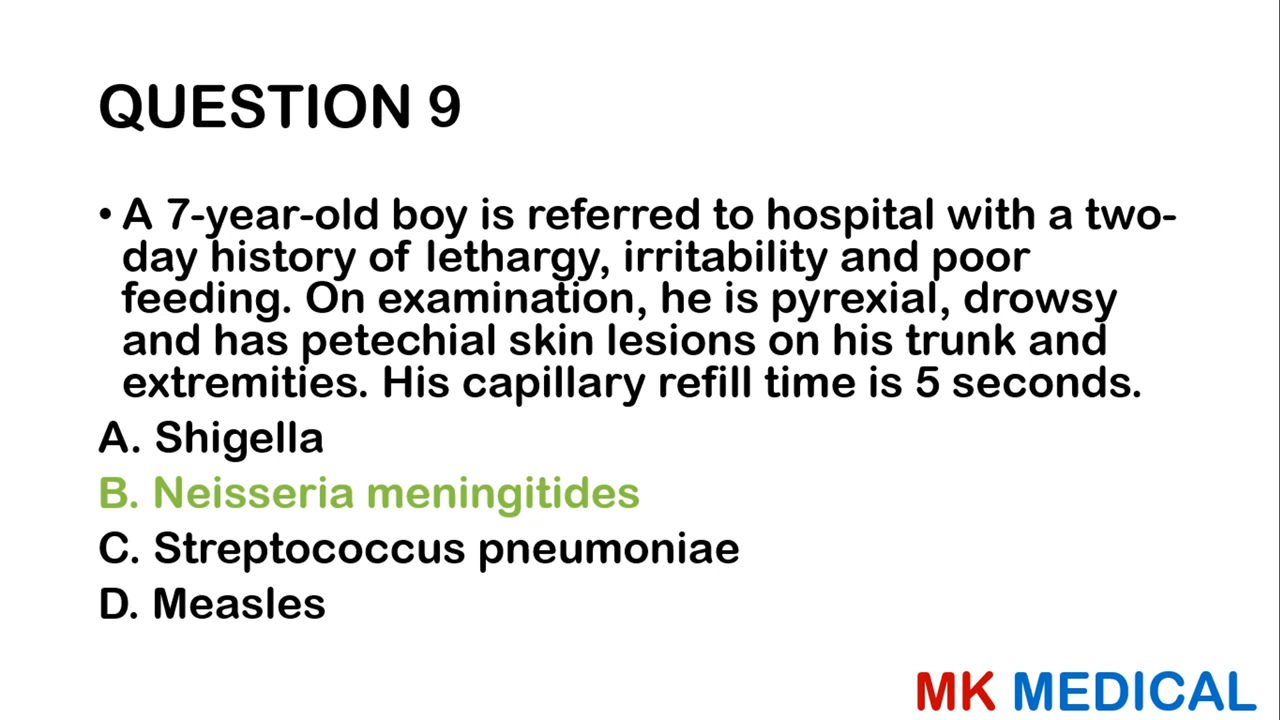 QUESTION 9
• A 7-year-old boy is referred to hospital with a two-
day history of lethargy, irritability and poor
feeding. On examination, he is pyrexial, drowsy
and has petechial skin lesions on his trunk and
extremities. His capillary refill time is 5 seconds.
A. Shigella
B. Neisseria meningitides
C. Streptococcus pneumoniae
D. Measles
MK MEDICAL